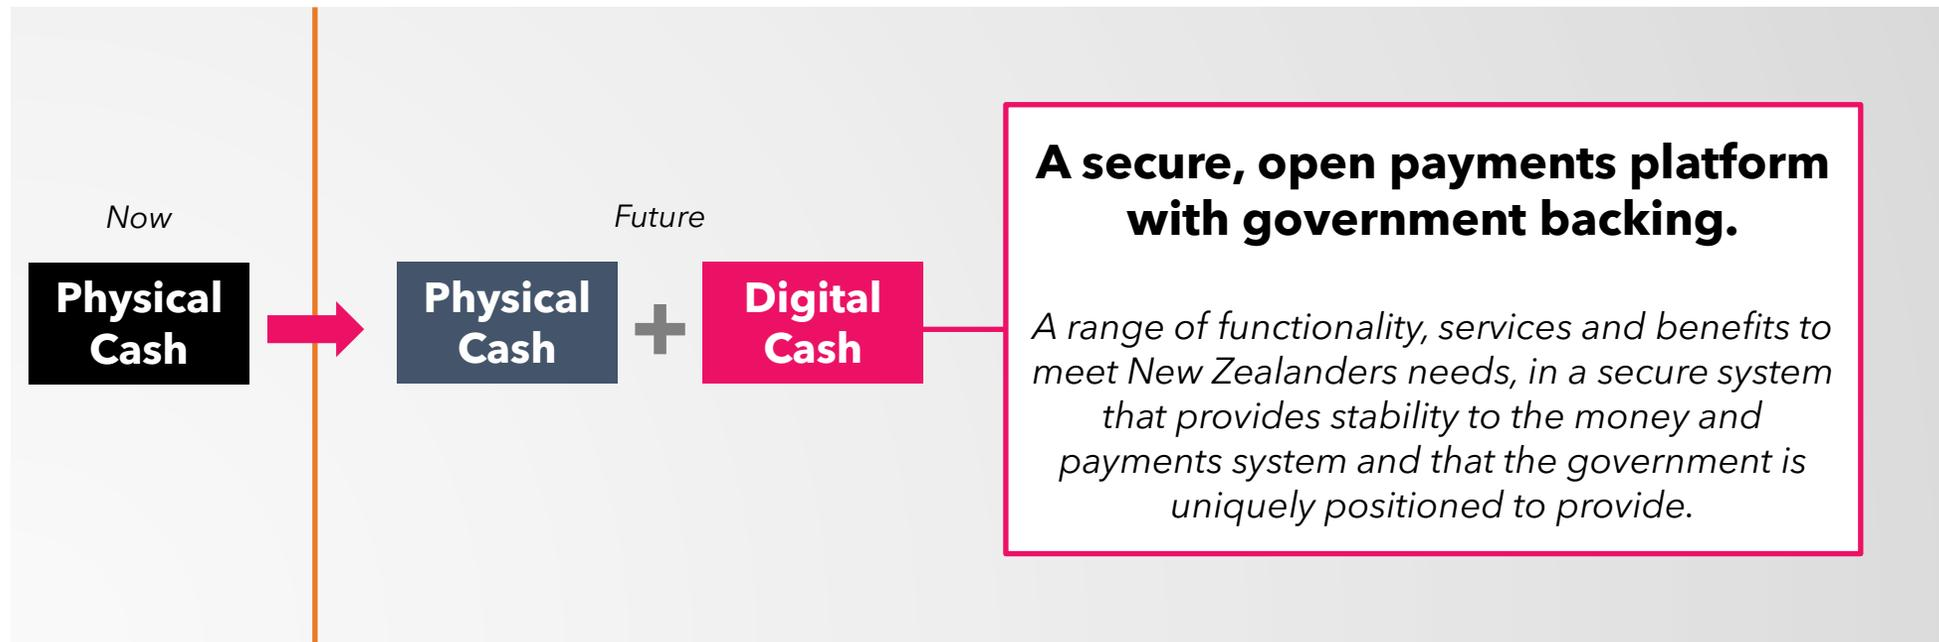 Now
Future
Physical
Cash
Physical
Cash
Digital
Cash
A secure, open payments platform
with government backing.
A range of functionality, services and benefits to
meet New Zealanders needs, in a secure system
that provides stability to the money and
payments system and that the government is
uniquely positioned to provide.